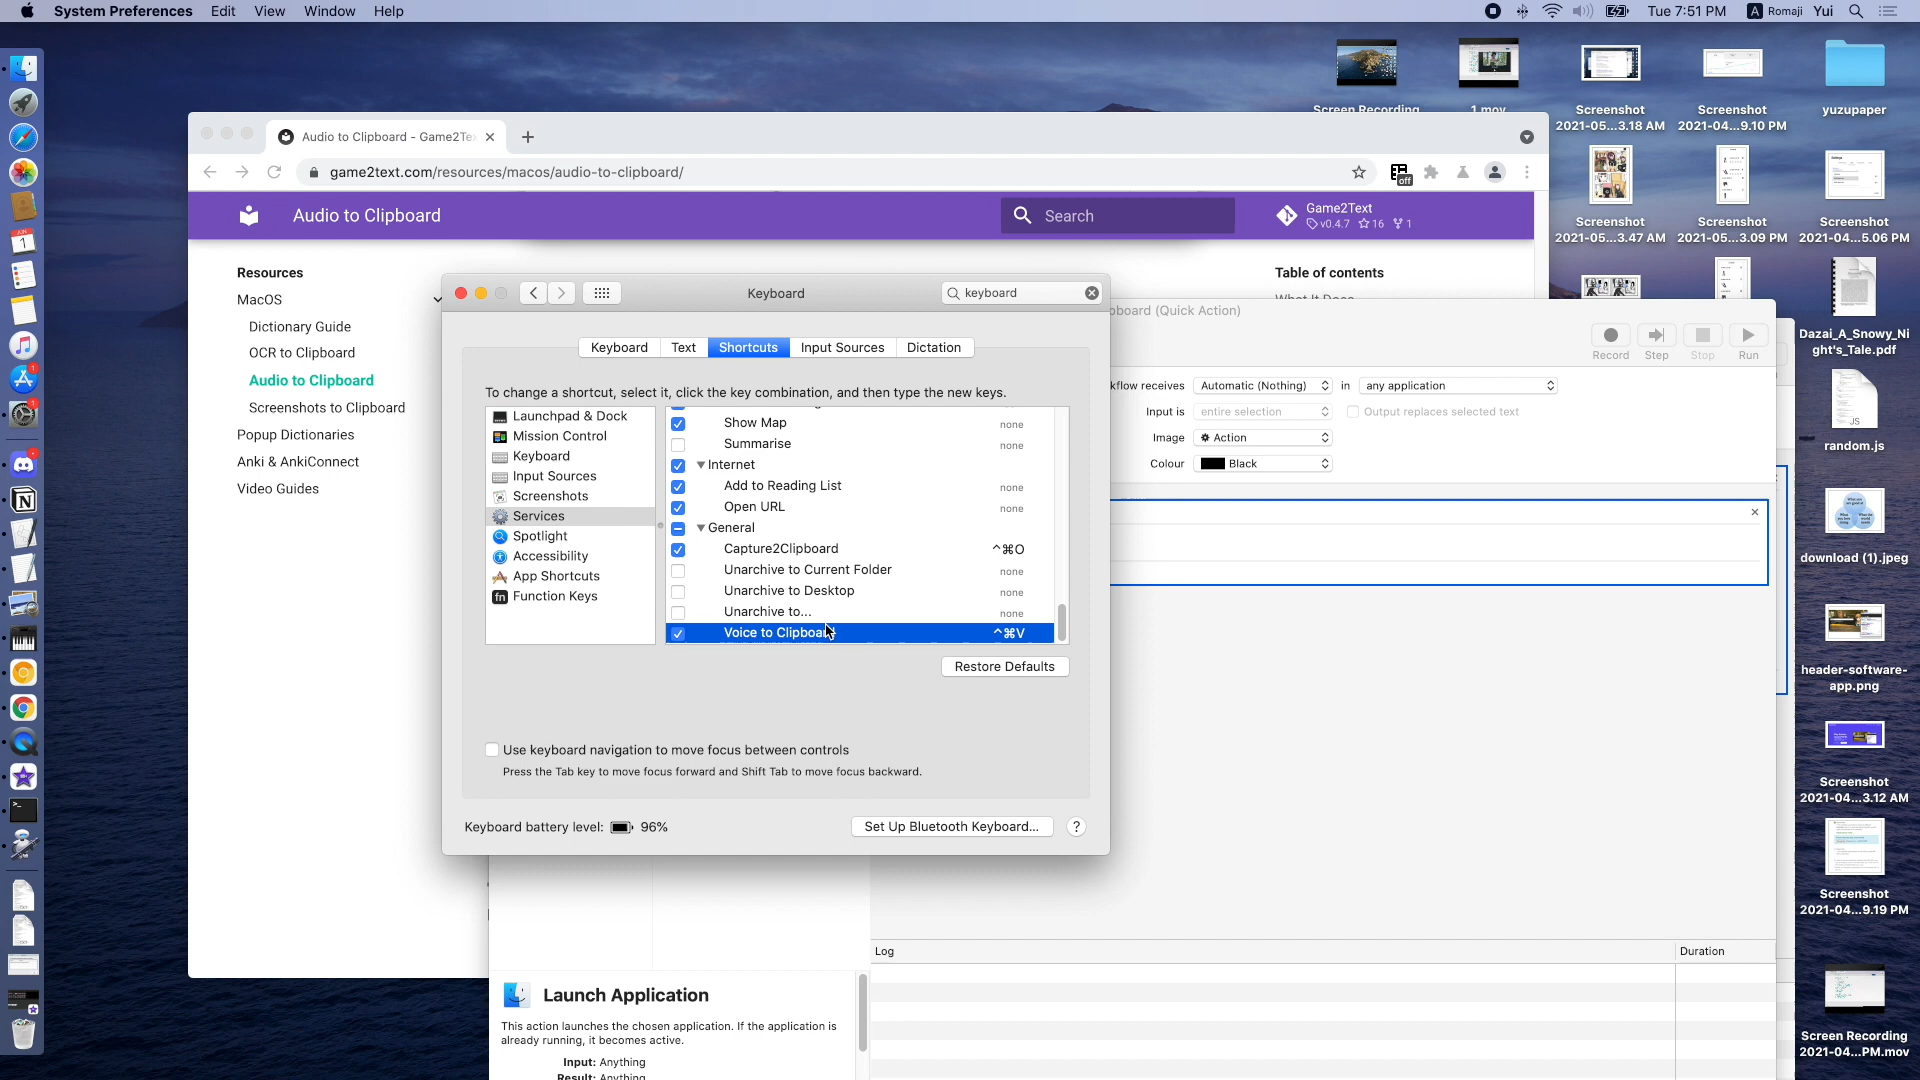 System Preferences Edit View Window Help
Tue 7:51 PM A Romaji Yui
Audio to Clipboard - Game2Te
game2text.com/resources/macos/audio-to-clipboard/
off
Audio to Clipboard
Search
Game2Text
v0.4.7 16 1
Resources
MacOS
Dictionary Guide
OCR to Clipboard
Audio to Clipboard
Screenshots to Clipboard
Popup Dictionaries
Anki & AnkiConnect
Video Guides
Table of contents
Keyboard
keyboard
Keyboard Text Shortcuts Input Sources Dictation
To change a shortcut, select it, click the key combination, and then type the new keys.
Launchpad & Dock
Mission Control
Keyboard
Input Sources
Screenshots
Services
Spotlight
Accessibility
App Shortcuts
fn Function Keys
Show Map none
Summarise none
Internet
Add to Reading List none
Open URL none
General
Capture2Clipboard ^⌘O
Unarchive to Current Folder none
Unarchive to Desktop none
Unarchive to... none
Voice to Clipboard ^⌘V
Restore Defaults
Use keyboard navigation to move focus between controls
Press the Tab key to move focus forward and Shift Tab to move focus backward.
Keyboard battery level: 96%
Set Up Bluetooth Keyboard... ?
pboard (Quick Action)
Record Step Stop Run
kflow receives Automatic (Nothing) in any application
Input is entire selection Output replaces selected text
Image Action
Colour Black
Log Duration
Launch Application
This action launches the chosen application. If the application is
already running, it becomes active.
Input: Anything
Result: Anything
Screen Recording
1.mov
Screenshot
2021-05...3.18 AM
Screenshot
2021-04...9.10 PM
yuzupaper
Screenshot
2021-05...3.47 AM
Screenshot
2021-05...3.09 PM
Screenshot
2021-04...5.06 PM
Dazai_A_Snowy_Ni
ght's_Tale.pdf
JS
random.js
download (1).jpeg
header-software-
app.png
Screenshot
2021-04...3.12 AM
Screenshot
2021-04...9.19 PM
Screen Recording
2021-04...PM.mov